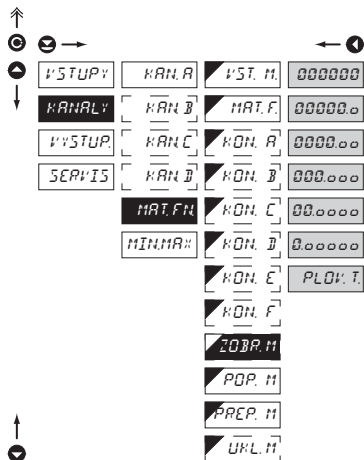 VSTUPY KAN. A VST. M. 000000
KANALY KAN. B MAT. F. 00000.0
VYSTUP. KAN. C KON. A 0000.00
SERVIS KAN. D KON. B 000.000
MAT. FN. KON. C 00.0000
MIN.MAX KON. D 0.00000
KON. E PLOV. T.
KON. F
ZOBR. M
POP. M
PREP. M
UKL. M